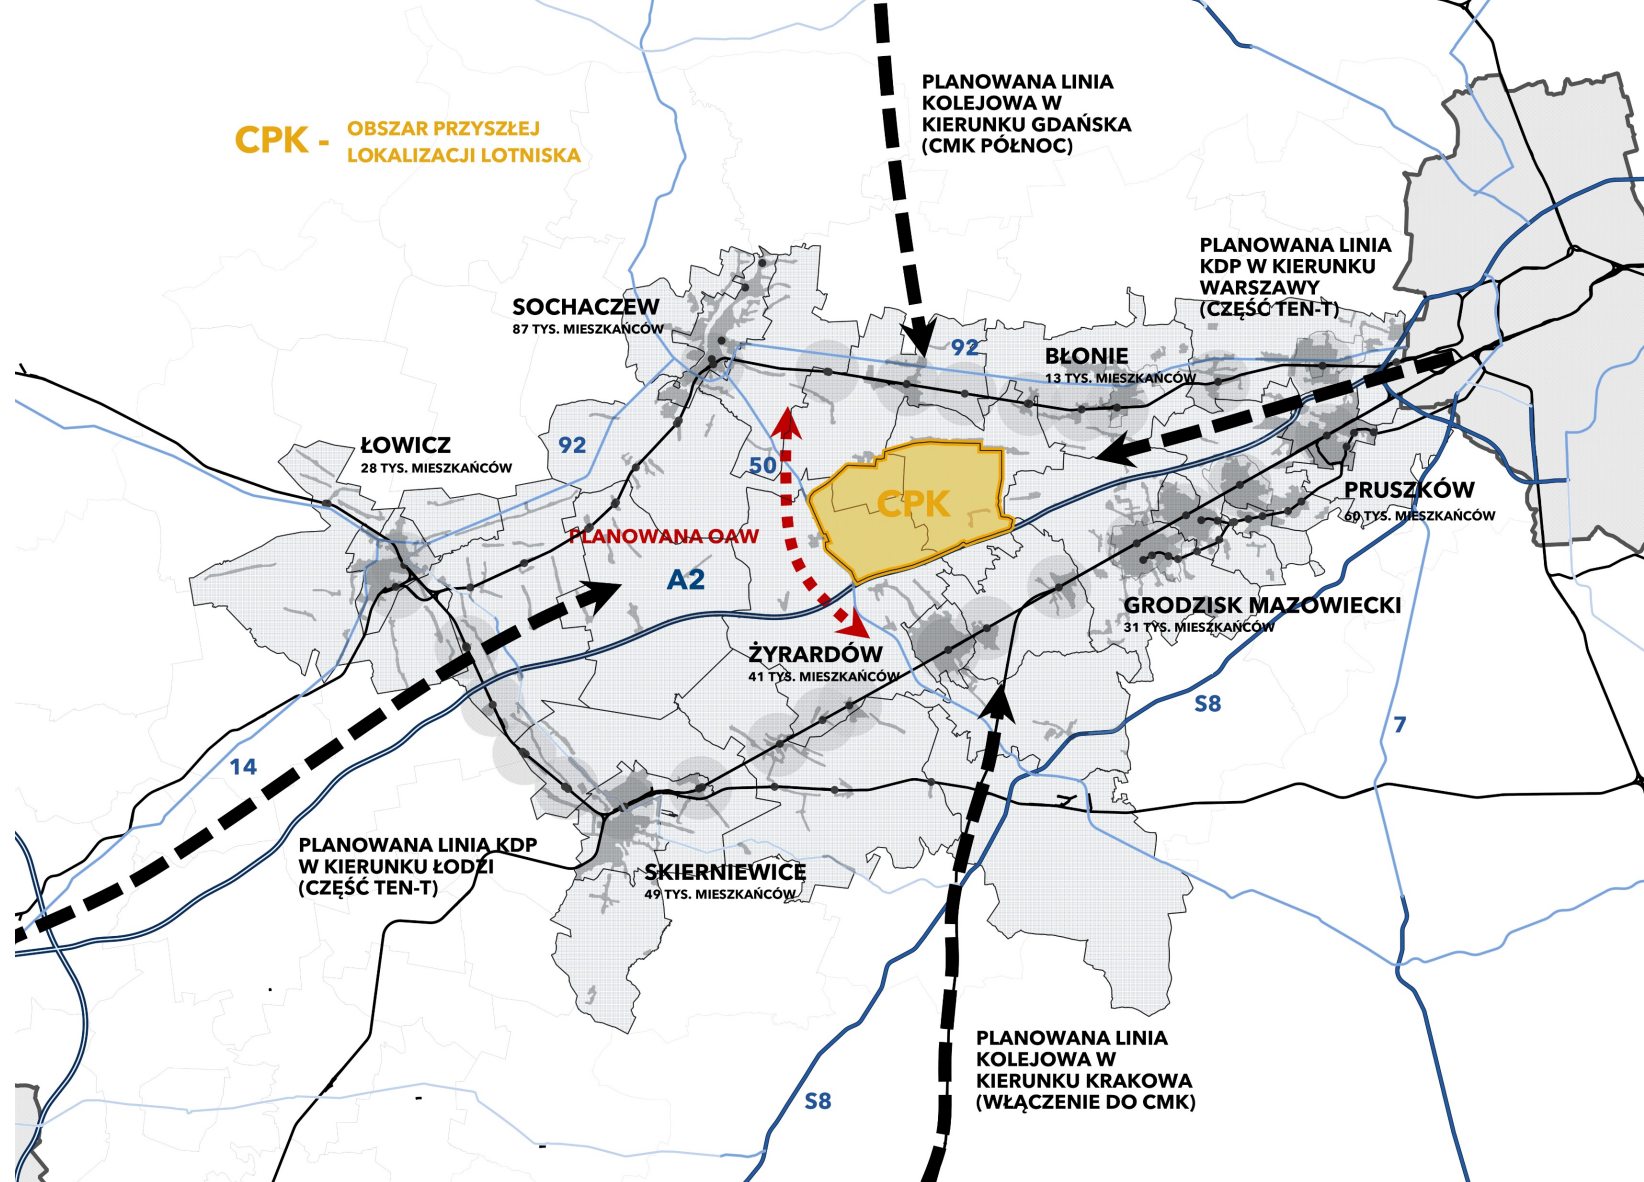 PLANOWANA LINIA
KOLEJOWA W
KIERUNKU GDAŃSKA
(CMK PÓŁNOC)
CPK -
OBSZAR PRZYSZŁEJ
LOKALIZACJI LOTNISKA
PLANOWANA LINIA
KDP W KIERUNKU
WARSZAWY
(CZĘŚĆ TEN-T)
SOCHACZEW
87 TYS. MIESZKAŃCÓW
92
BŁONIE
13 TYS. MIESZKAŃCÓW
ŁOWICZ
28 TYS. MIESZKAŃCÓW
92
50
CPK
PRUSZKÓW
60 TYS. MIESZKAŃCÓW
PLANOWANA OAW
A2
GRODZISK MAZOWIECKI
31 TYS. MIESZKAŃCÓW
ŻYRARDÓW
41 TYS. MIESZKAŃCÓW
S8
7
14
PLANOWANA LINIA KDP
W KIERUNKU ŁODZI
(CZĘŚĆ TEN-T)
SKIERNIEWICE
49 TYS. MIESZKAŃCÓW
PLANOWANA LINIA
KOLEJOWA W
KIERUNKU KRAKOWA
(WŁĄCZENIE DO CMK)
S8